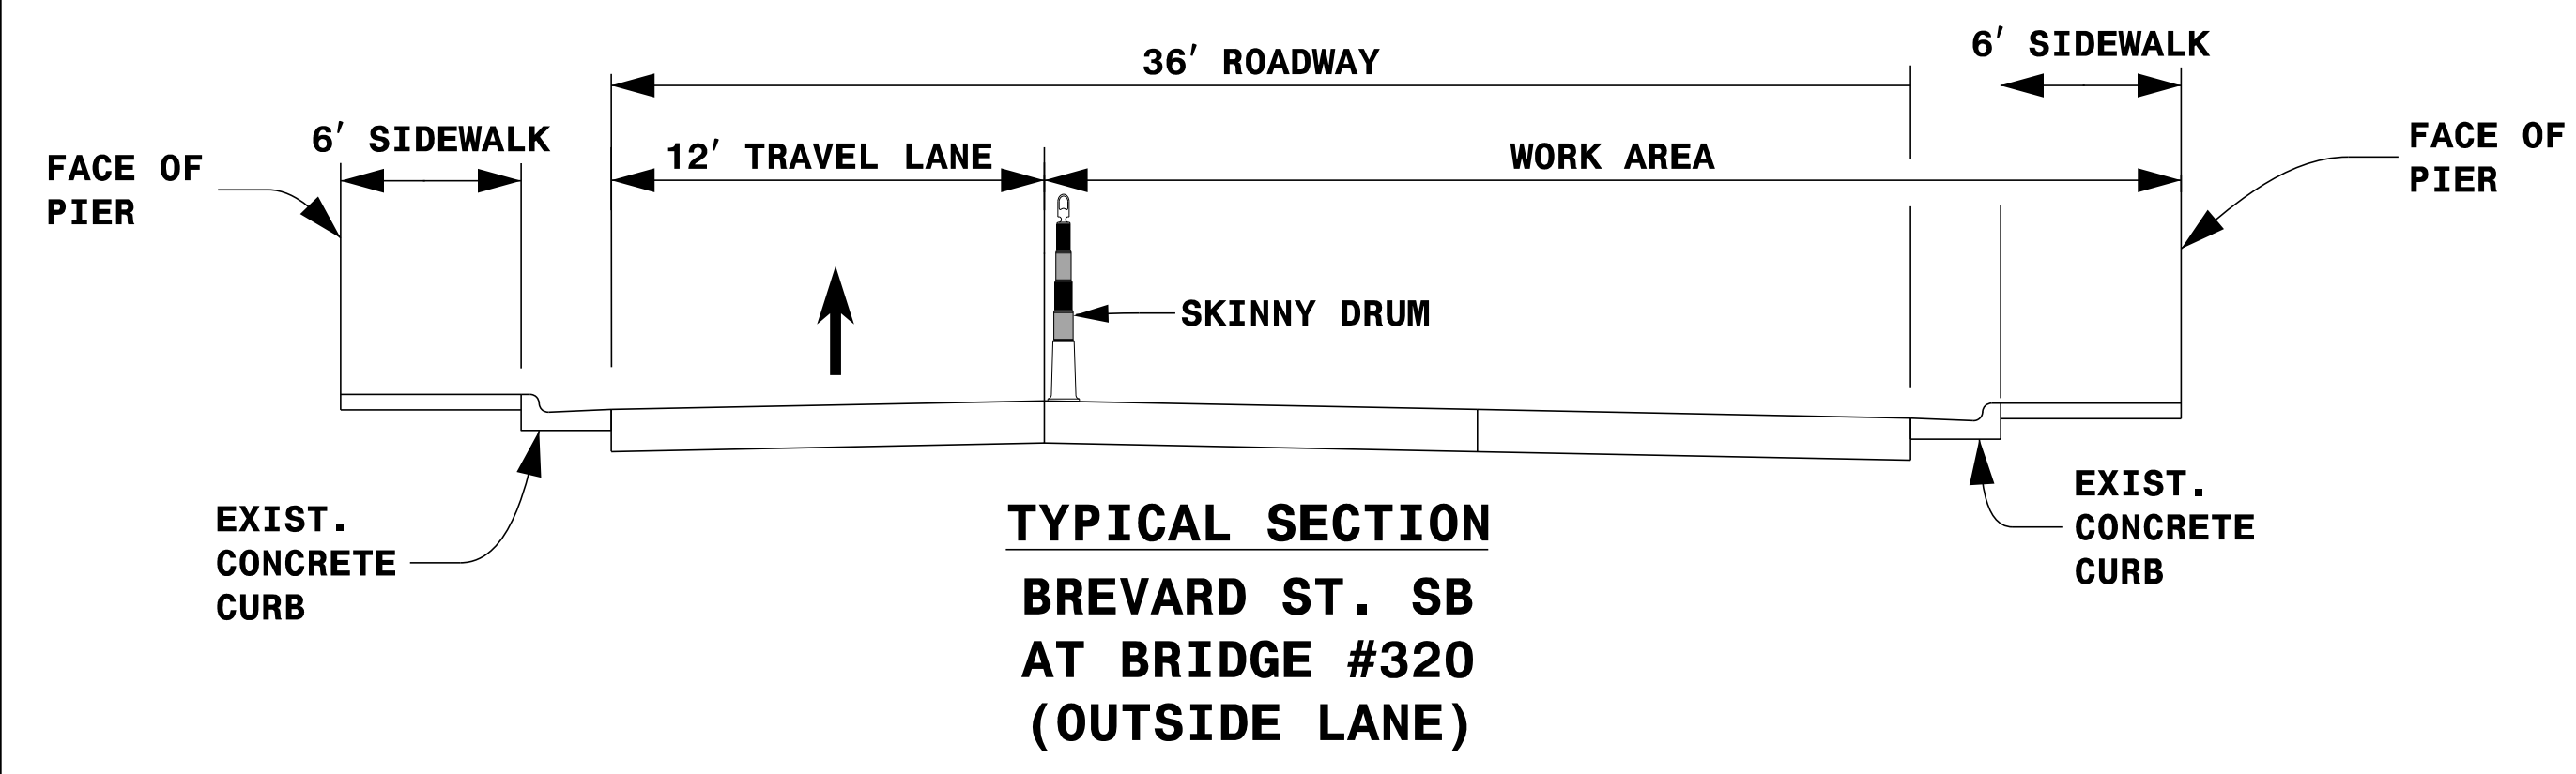 36' ROADWAY
6' SIDEWALK
6' SIDEWALK
12' TRAVEL LANE
WORK AREA
FACE OF
PIER
FACE OF
PIER
SKINNY DRUM
EXIST.
CONCRETE
CURB
EXIST.
CONCRETE
CURB
TYPICAL SECTION
BREVARD ST. SB
AT BRIDGE #320
(OUTSIDE LANE)